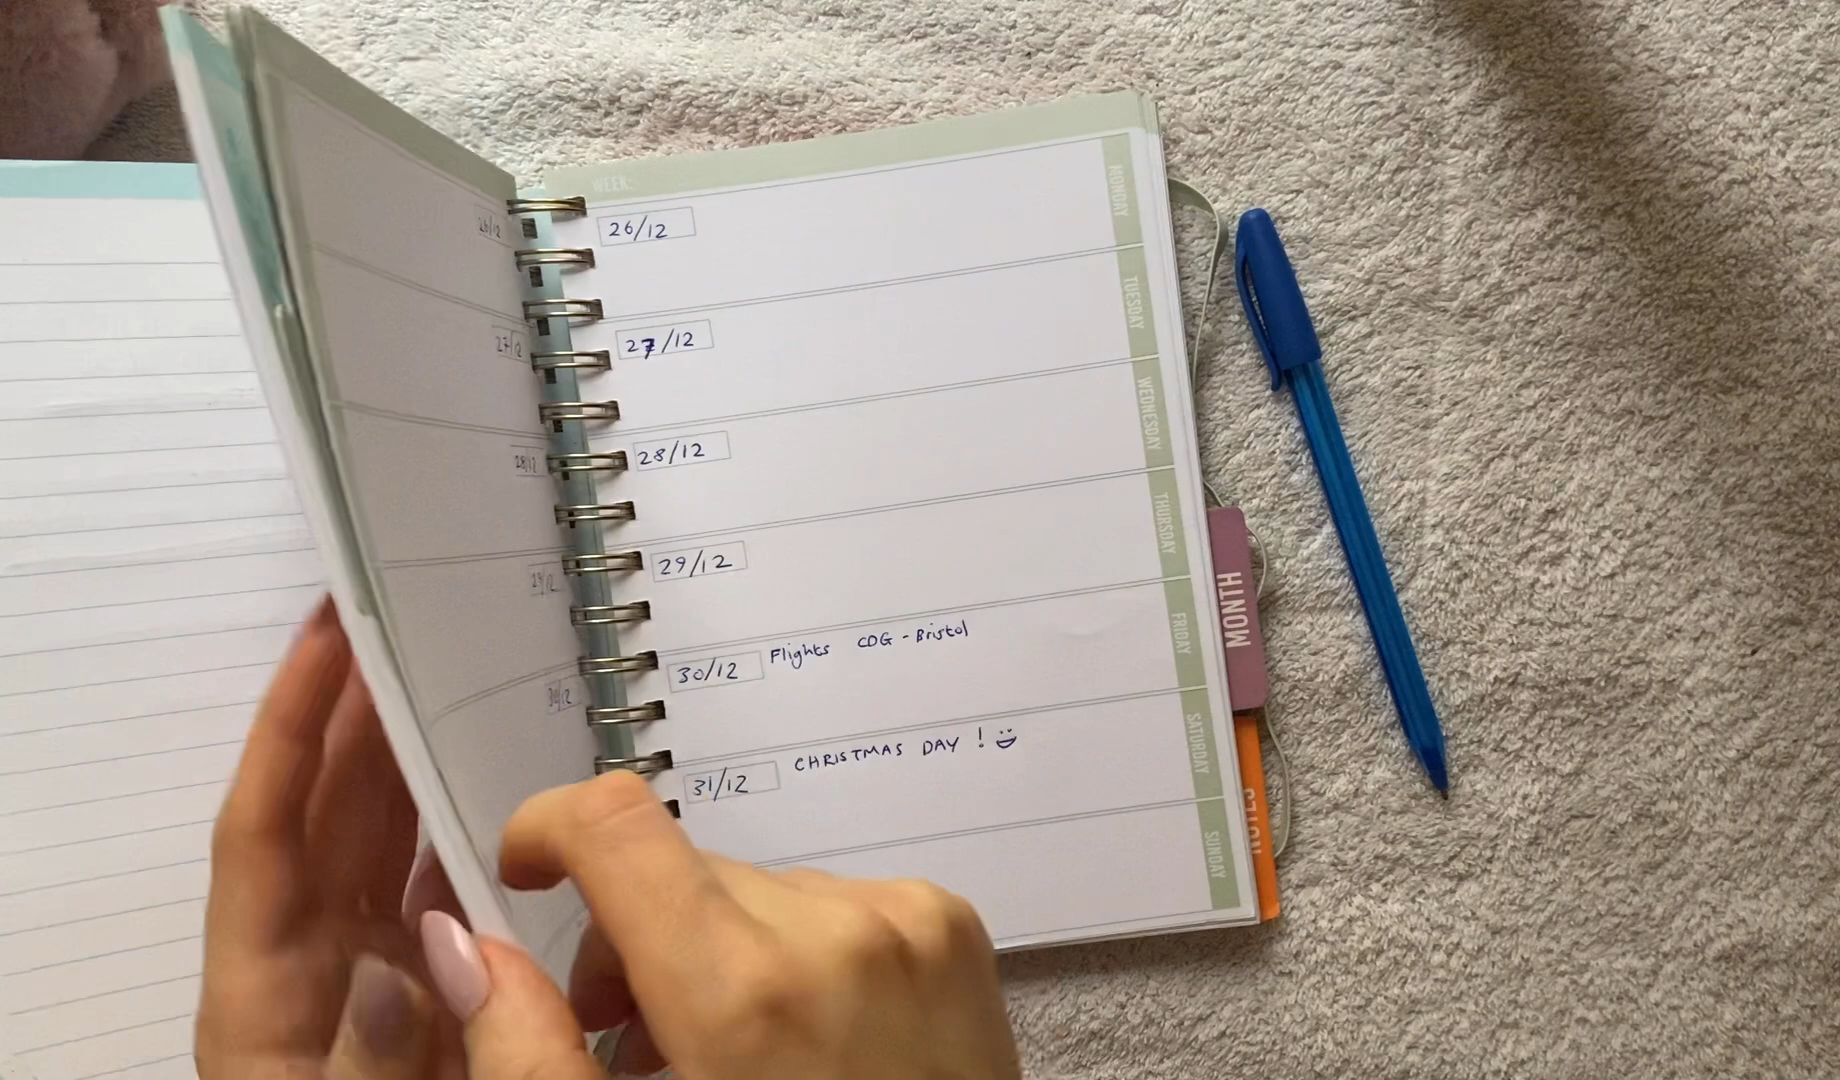 WEEK:
26/12
MONDAY
27/12
TUESDAY
28/12
WEDNESDAY
29/12
THURSDAY
30/12 Flights CDG - Bristol
FRIDAY
31/12 CHRISTMAS DAY ! 
SATURDAY
SUNDAY
26/12
27/12
28/12
29/12
30/12
MONTH
NOTES